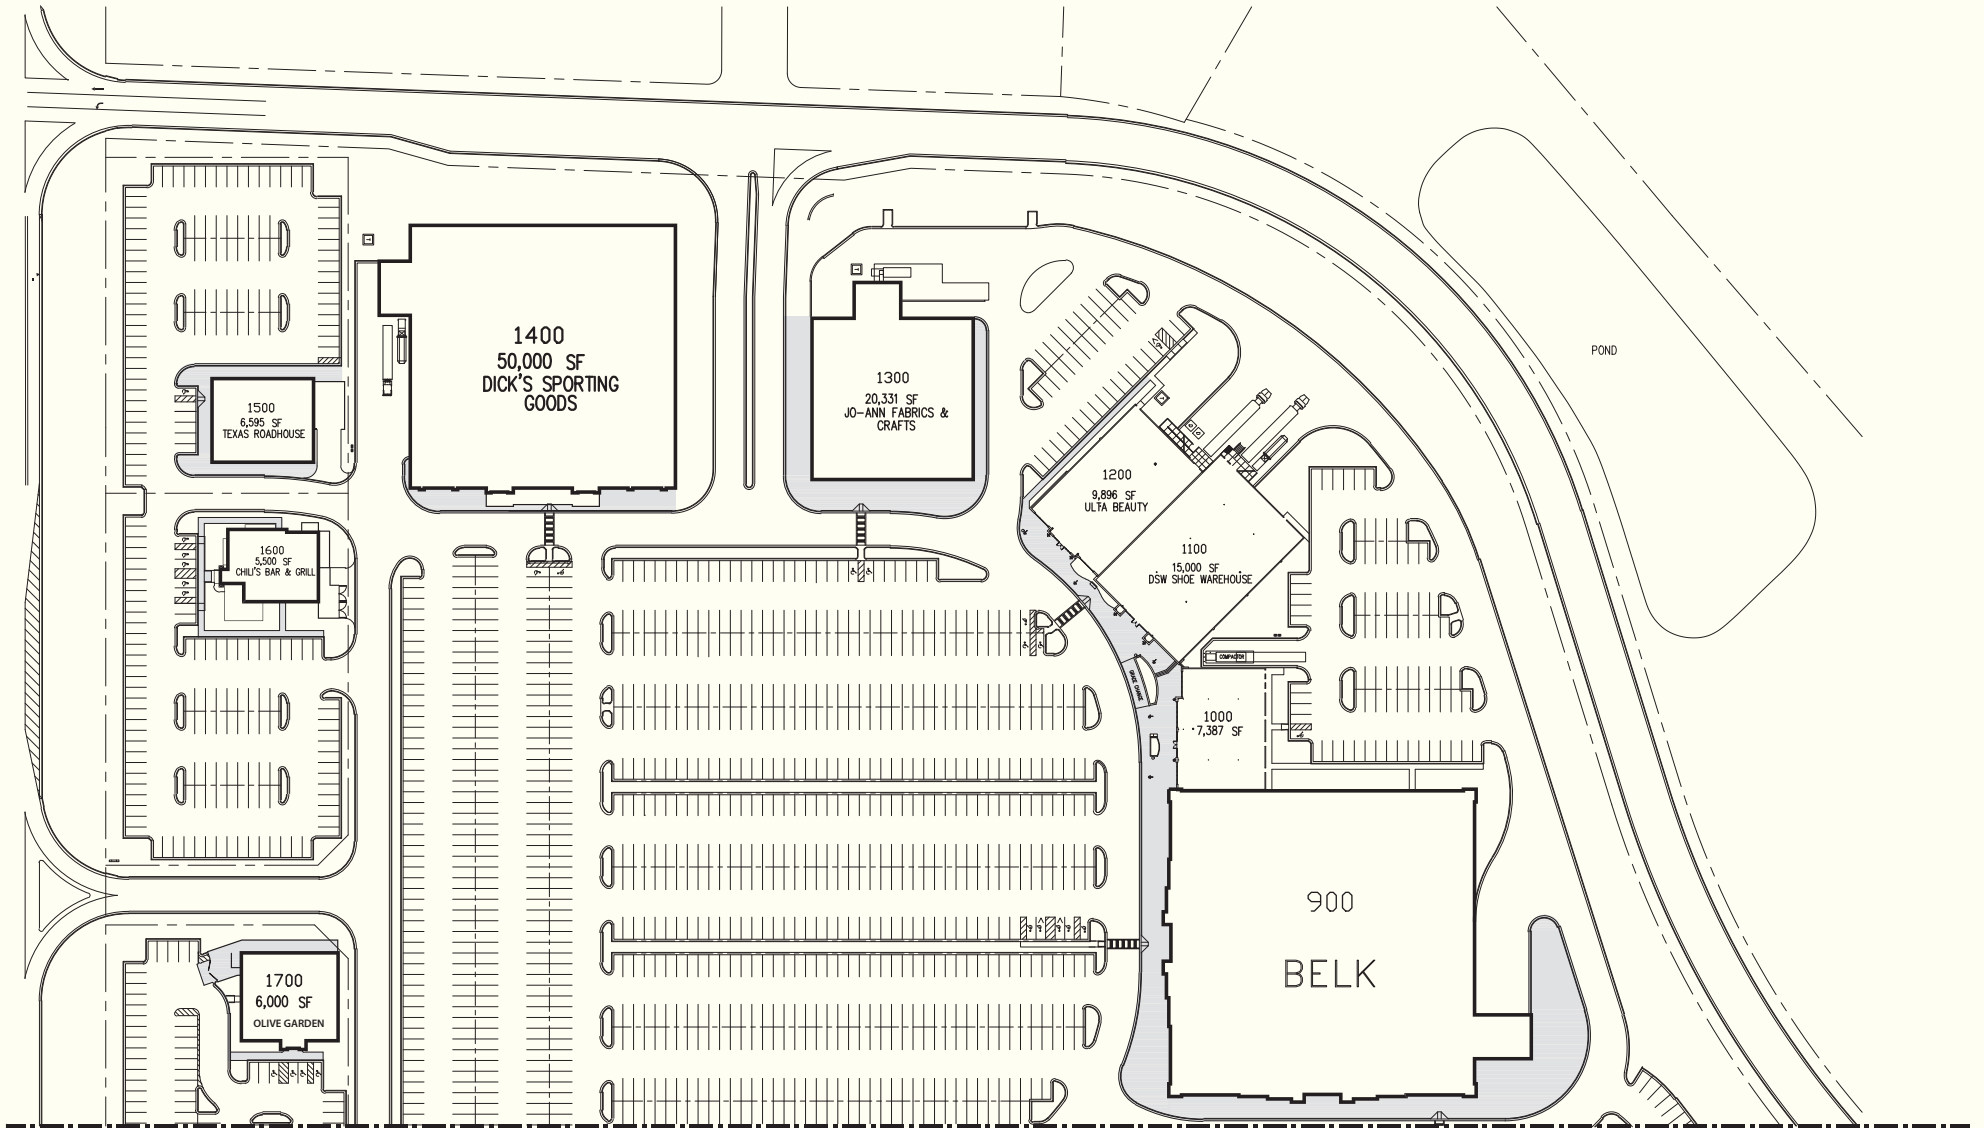 POND
1400
50,000 SF
DICK'S SPORTING
GOODS
1300
20,331 SF
JO-ANN FABRICS &
CRAFTS
1500
6,595 SF
TEXAS ROADHOUSE
1200
9,896 SF
ULTA BEAUTY
1100
15,000 SF
DSW SHOE WAREHOUSE
1600
5,500 SF
CHILI'S BAR & GRILL
COMPACTOR
GRADE CHANGE
1000
7,387 SF
900
BELK
1700
6,000 SF
OLIVE GARDEN